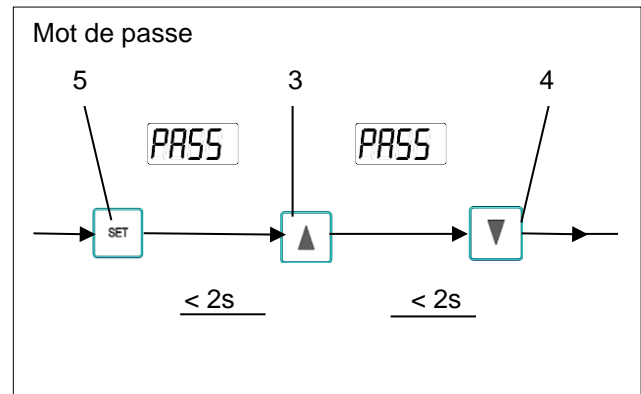 Mot de passe
5 3 4
PASS PASS
SET
< 2s < 2s